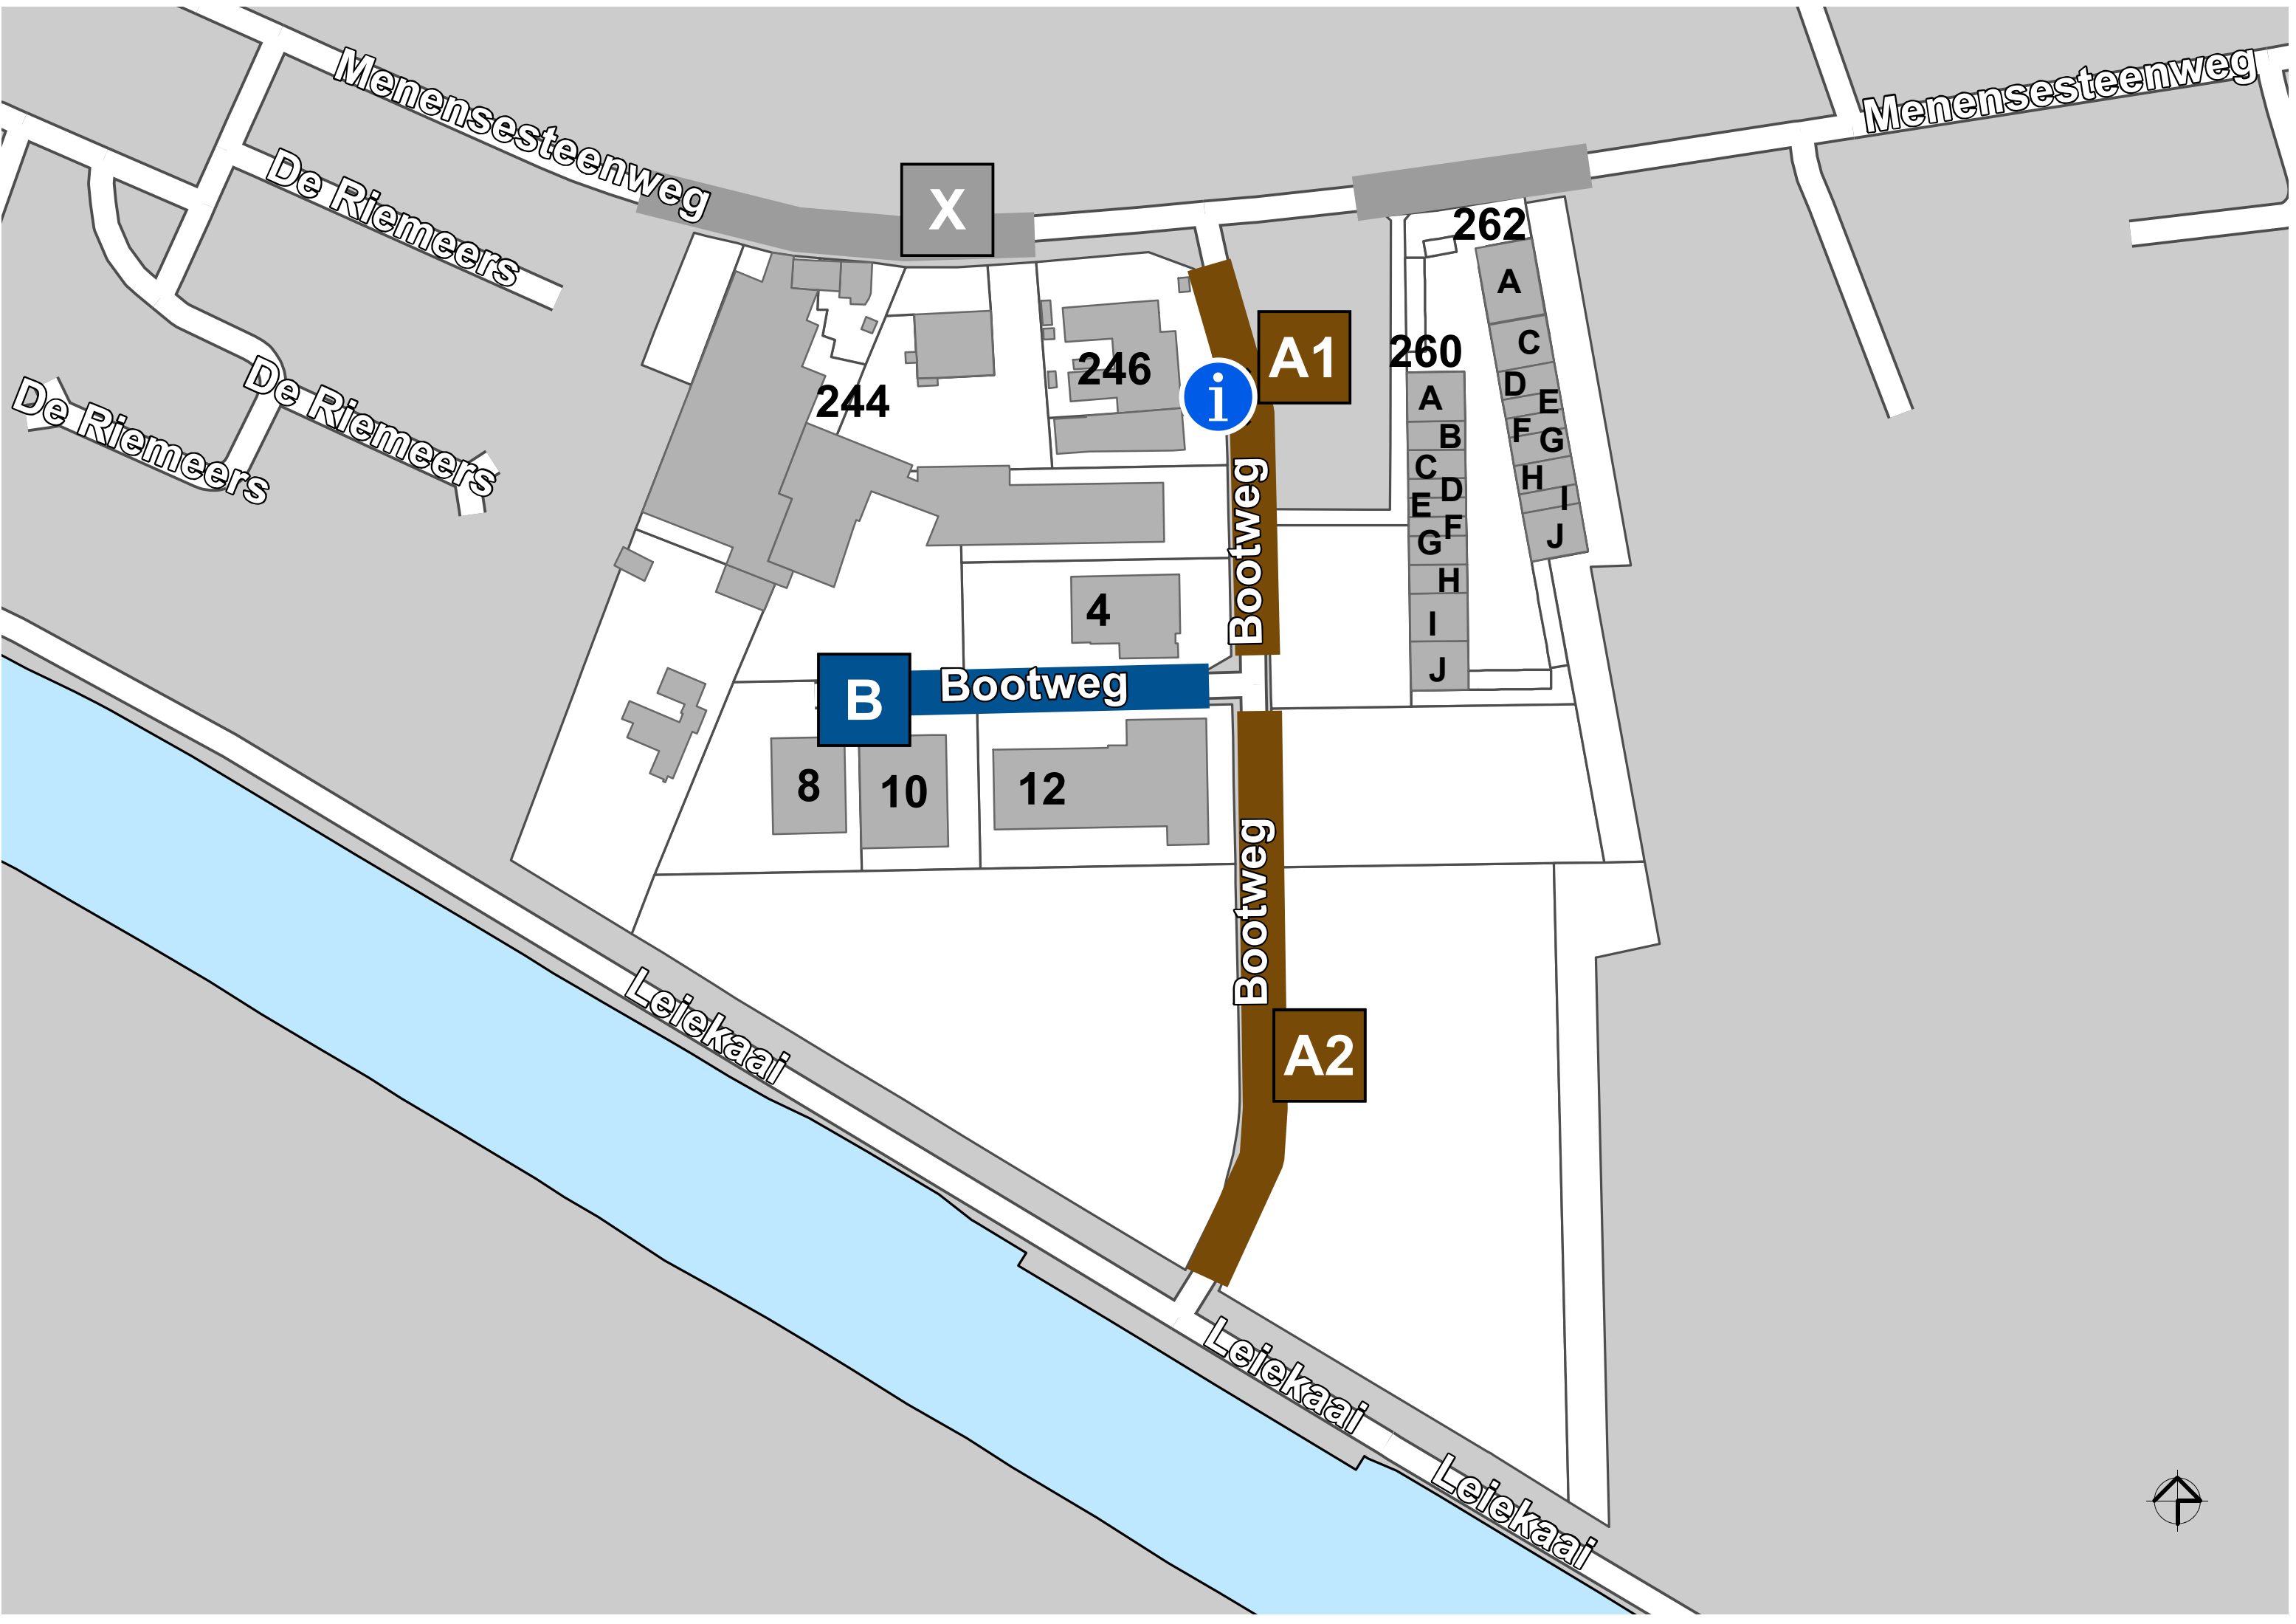 Menensesteenweg
Menensesteenweg
De Riemeers
X
262
A
A1
C
260
246
i
D
A
E
244
De Riemeers
De Riemeers
F
B
G
C
H
D
I
E
F
J
G
Bootweg
H
4
I
J
Bootweg
B
8
10
12
Bootweg
Leiekaai
A2
Leiekaai
Leiekaai